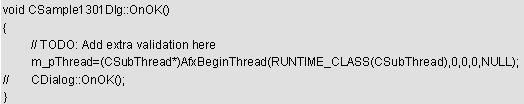 void CSample1301Dlg::OnOK()
{
// TODO: Add extra validation here
m_pThread=(CSubThread*)AfxBeginThread(RUNTIME_CLASS(CSubThread),0,0,0,NULL);
// CDialog::OnOK();
}